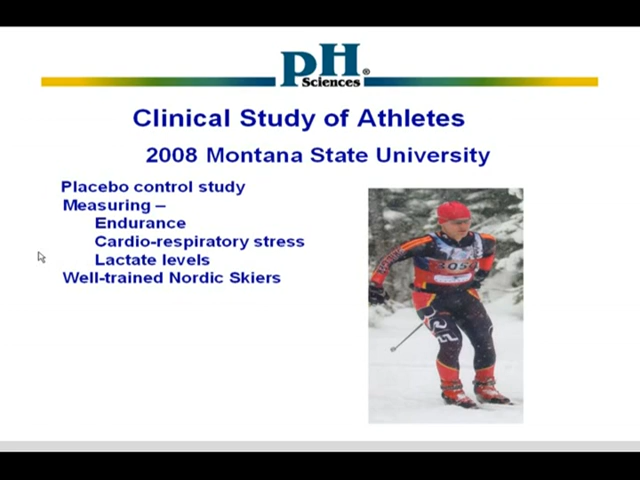 pH
Sciences®
Clinical Study of Athletes
2008 Montana State University
Placebo control study
Measuring –
Endurance
Cardio-respiratory stress
Lactate levels
Well-trained Nordic Skiers